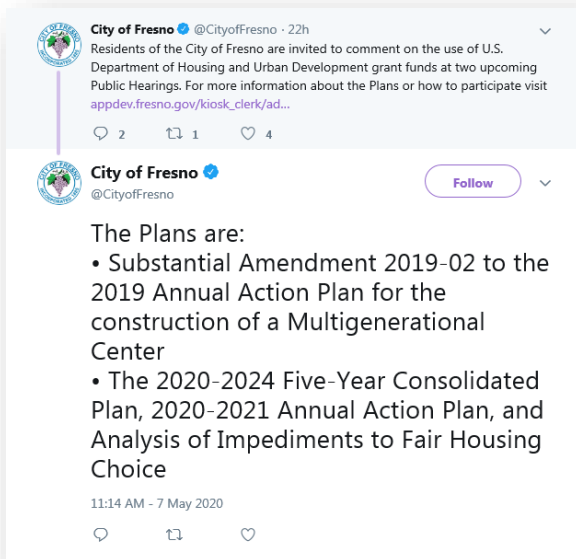 City of Fresno @CityofFresno · 22h
Residents of the City of Fresno are invited to comment on the use of U.S.
Department of Housing and Urban Development grant funds at two upcoming
Public Hearings. For more information about the Plans or how to participate visit
appdev.fresno.gov/kiosk_clerk/ad...
2 1 4
City of Fresno
@CityofFresno
Follow
The Plans are:
• Substantial Amendment 2019-02 to the
2019 Annual Action Plan for the
construction of a Multigenerational
Center
• The 2020-2024 Five-Year Consolidated
Plan, 2020-2021 Annual Action Plan, and
Analysis of Impediments to Fair Housing
Choice
11:14 AM - 7 May 2020